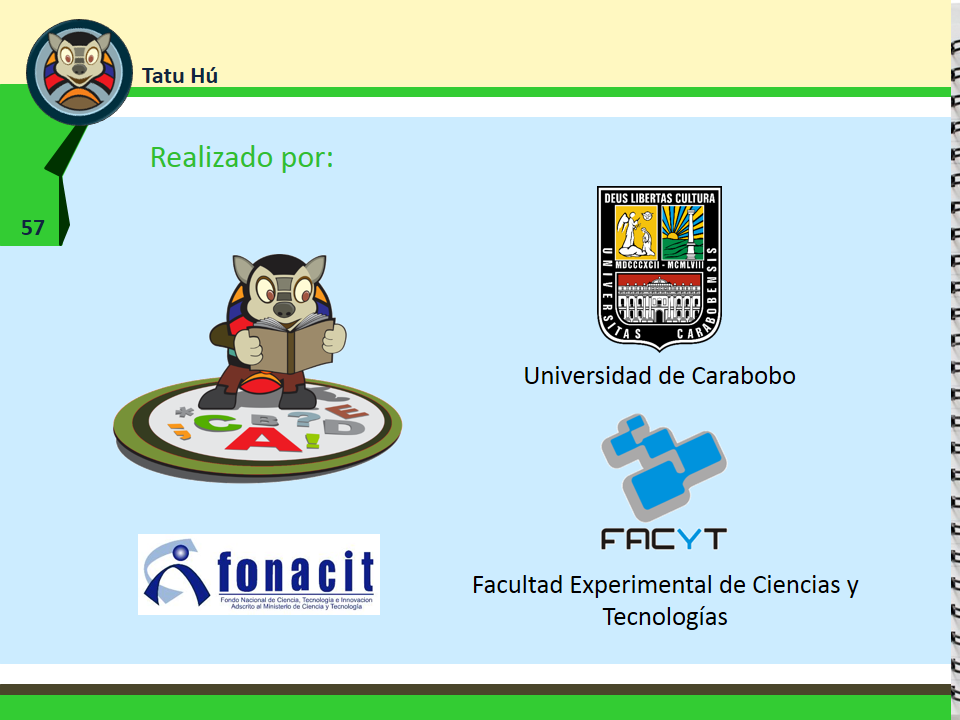 Tatu Hú
Realizado por:
57
DEUS LIBERTAS CULTURA
MDCCCXCII - MCMLVIII
UNIVERSITAS CARABOBENSIS
Universidad de Carabobo
* C B ? E
" A ! D
FACYT
fonacit
Fondo Nacional de Ciencia, Tecnología e Innovacion
Adscrito al Ministerio de Ciencia y Tecnología
Facultad Experimental de Ciencias y
Tecnologías